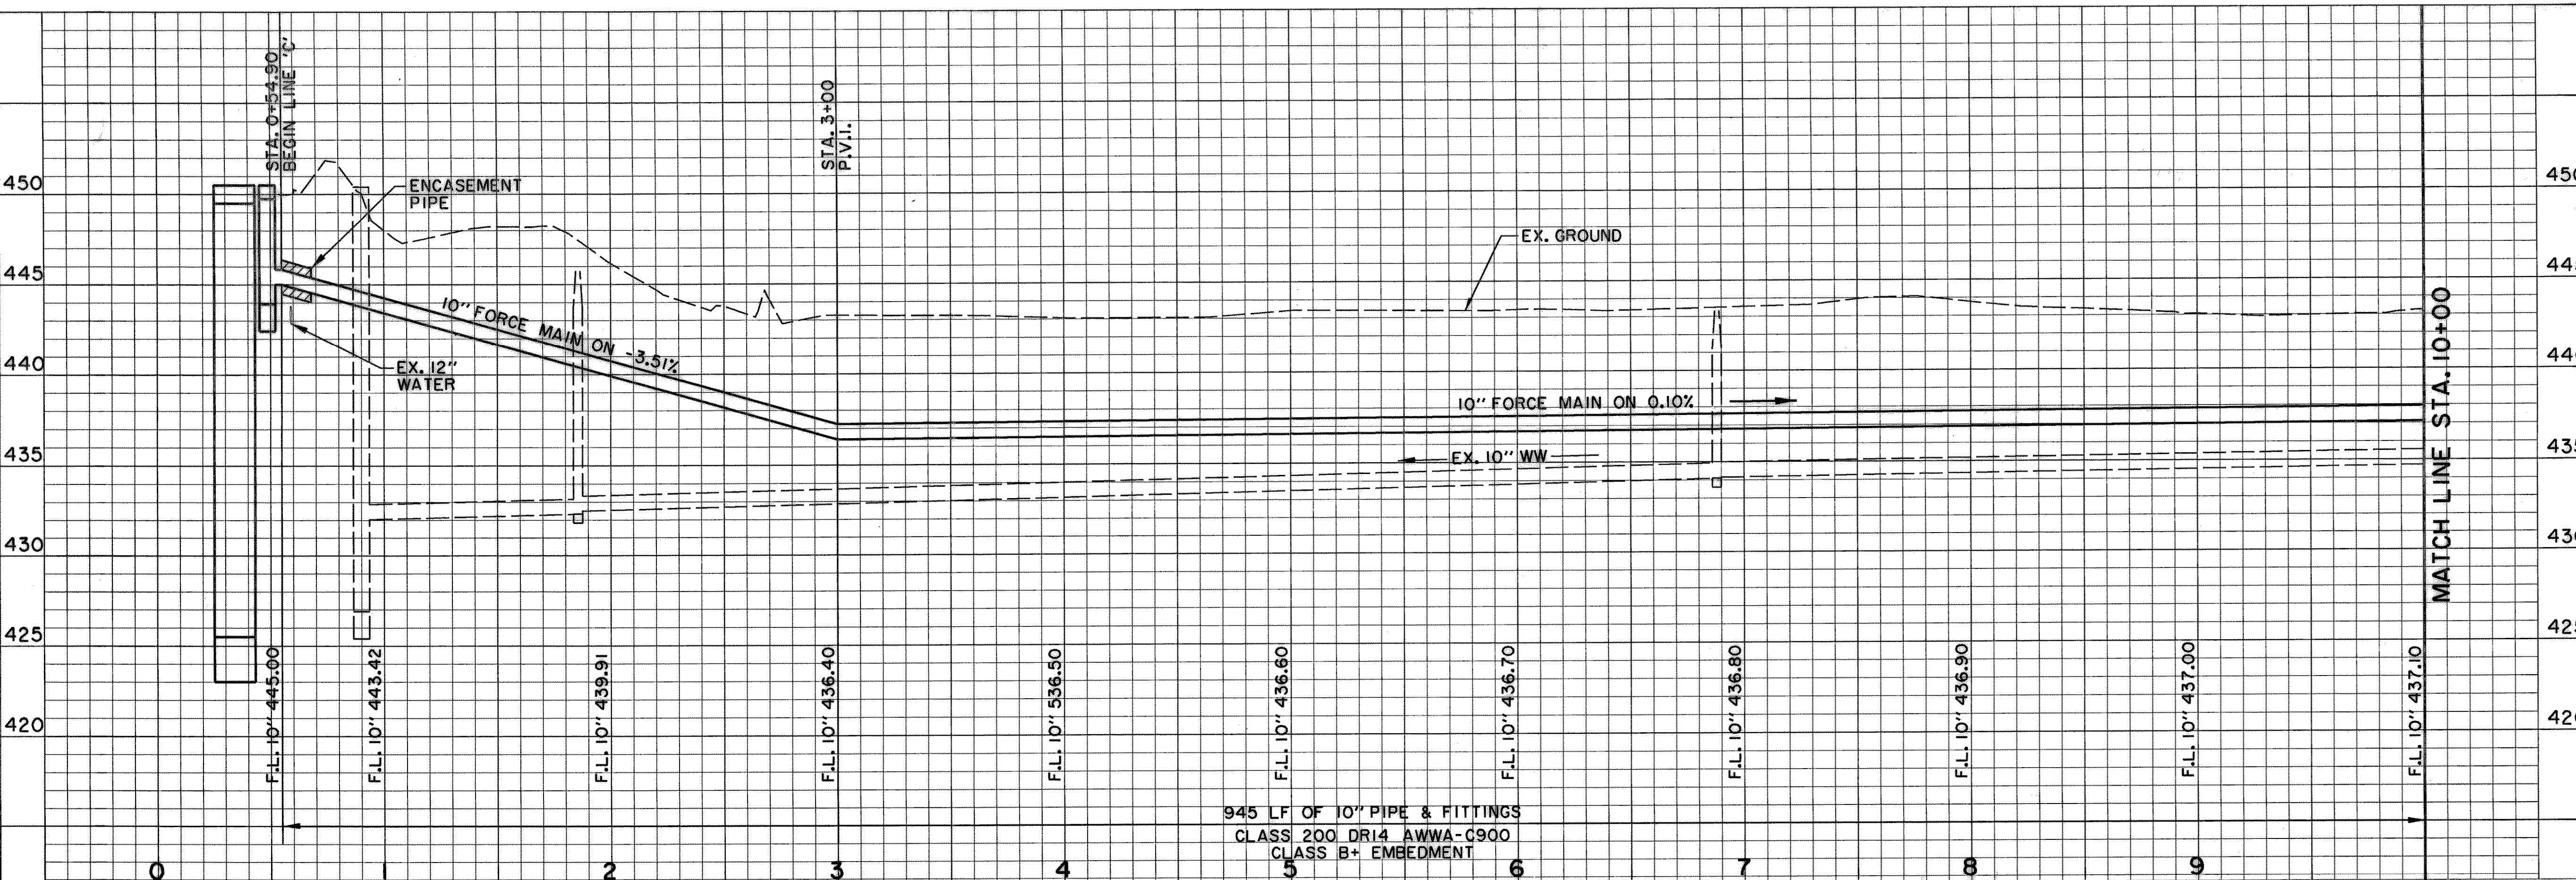 STA. 0+54.90
BEGIN LINE 'C'
STA. 3+00
P.V.I.
450
445
440
435
430
425
420
ENCASEMENT
PIPE
EX. GROUND
10" FORCE MAIN ON -3.51%
EX. 12"
WATER
10" FORCE MAIN ON 0.10%
EX. 10" WW
MATCH LINE STA. 10+00
F.L. 10" 445.00
F.L. 10" 443.42
F.L. 10" 439.91
F.L. 10" 436.40
F.L. 10" 536.50
F.L. 10" 436.60
F.L. 10" 436.70
F.L. 10" 436.80
F.L. 10" 436.90
F.L. 10" 437.00
F.L. 10" 437.10
945 LF OF 10" PIPE & FITTINGS
CLASS 200 DR14 AWWA-C900
CLASS B+ EMBEDMENT
0 2 3 4 5 6 7 8 9